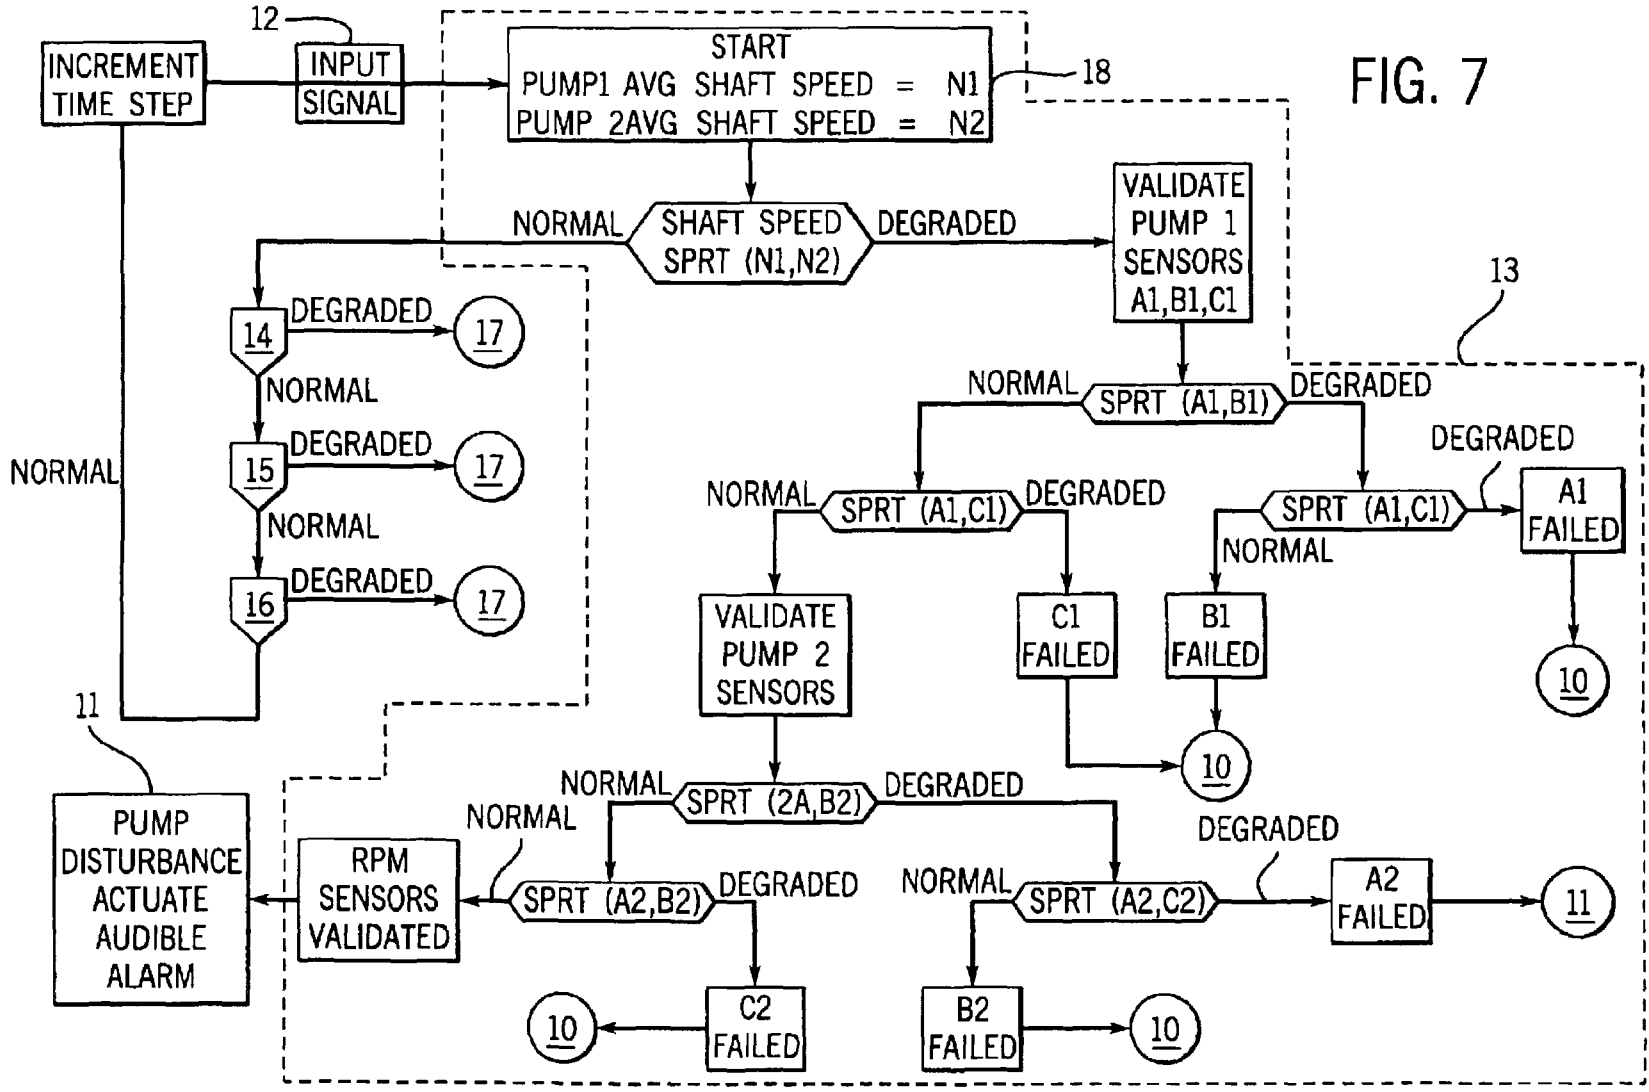 FIG. 7
12
INCREMENT
TIME STEP
INPUT
SIGNAL
START
PUMP1 AVG SHAFT SPEED = N1
PUMP 2AVG SHAFT SPEED = N2
18
NORMAL
SHAFT SPEED
SPRT (N1,N2)
DEGRADED
VALIDATE
PUMP 1
SENSORS
A1,B1,C1
13
14
DEGRADED
17
NORMAL
15
DEGRADED
17
NORMAL
NORMAL
16
DEGRADED
17
NORMAL
SPRT (A1,B1)
DEGRADED
NORMAL
SPRT (A1,C1)
DEGRADED
SPRT (A1,C1)
DEGRADED
NORMAL
A1
FAILED
10
VALIDATE
PUMP 2
SENSORS
C1
FAILED
B1
FAILED
10
11
PUMP
DISTURBANCE
ACTUATE
AUDIBLE
ALARM
NORMAL
SPRT (2A,B2)
DEGRADED
RPM
SENSORS
VALIDATED
NORMAL
SPRT (A2,B2)
DEGRADED
NORMAL
SPRT (A2,C2)
DEGRADED
A2
FAILED
11
10
C2
FAILED
B2
FAILED
10